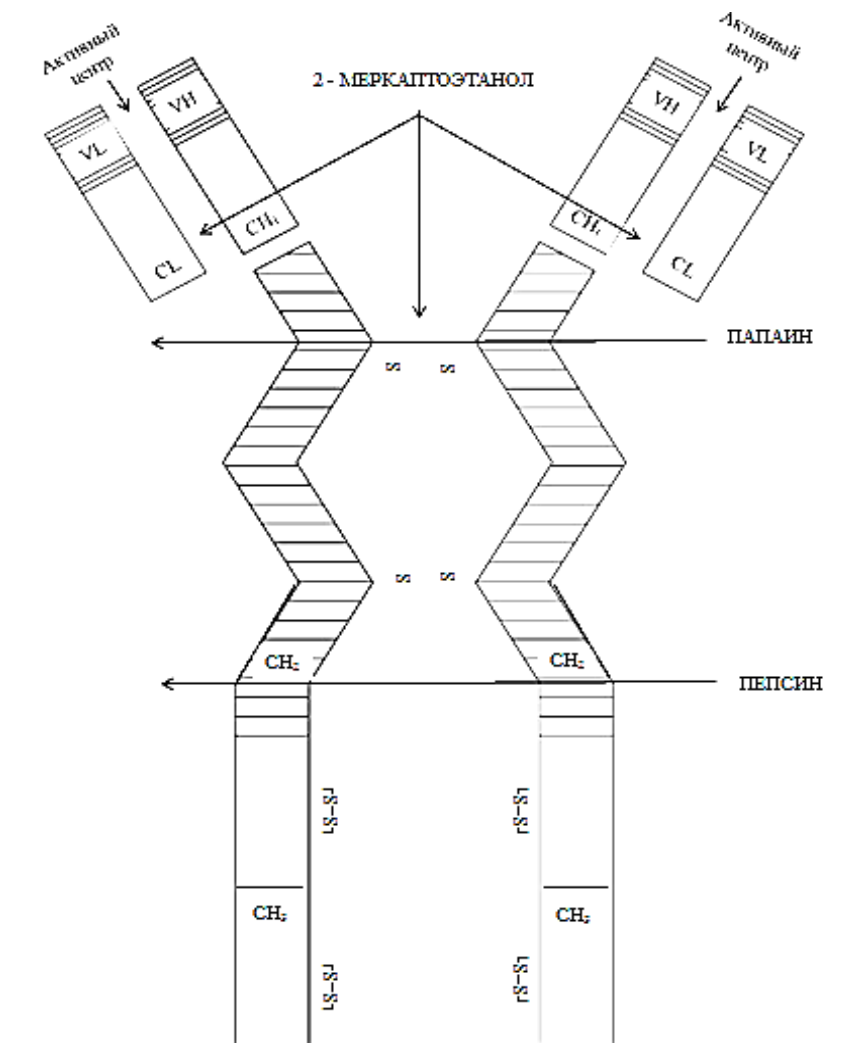 Активный
центр
Активный
центр
2 - МЕРКАПТОЭТАНОЛ
VH
VH
VL
VL
CH₁
CH₁
CL
CL
ПАПАИН
S S
S S
CH₂
CH₂
ПЕПСИН
S–S
S–S
CH₃
CH₃
S–S
S–S